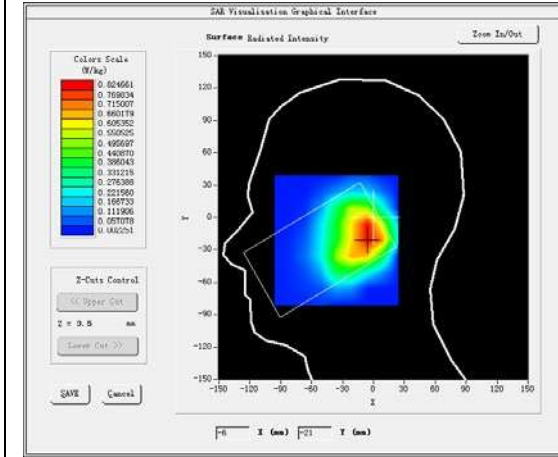 SAR Visualisation Graphical Interface
Surface Radiated Intensity
Zoom In/Out
Colors Scale
(W/kg)
0.824661
0.769834
0.715007
0.660179
0.605352
0.550525
0.495697
0.440870
0.386043
0.331215
0.276388
0.221560
0.166733
0.111906
0.057078
0.002251
Z-Cuts Control
<< Upper Cut
Z = 3.5 mm
Lower Cut >>
SAVE Cancel
150
120
90
60
30
0
-30
-60
-90
-120
-150
Y
-150 -120 -90 -60 -30 0 30 60 90 120 150
X
-6 X (mm) -21 Y (mm)